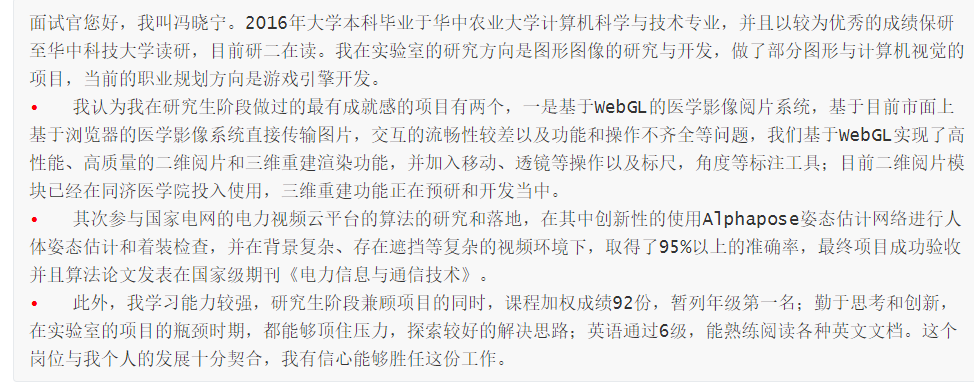 面试官您好，我叫冯晓宁。2016年大学本科毕业于华中农业大学计算机科学与技术专业，并且以较为优秀的成绩保研
至华中科技大学读研，目前研二在读。我在实验室的研究方向是图形图像的研究与开发，做了部分图形与计算机视觉的
项目，当前的职业规划方向是游戏引擎开发。
• 我认为我在研究生阶段做过的最有成就感的项目有两个，一是基于WebGL的医学影像阅片系统，基于目前市面上
基于浏览器的医学影像系统直接传输图片，交互的流畅性较差以及功能和操作不齐全等问题，我们基于WebGL实现了高
性能、高质量的二维阅片和三维重建渲染功能，并加入移动、透镜等操作以及标尺，角度等标注工具；目前二维阅片模
块已经在同济医学院投入使用，三维重建功能正在预研和开发当中。
• 其次参与国家电网的电力视频云平台的算法的研究和落地，在其中创新性的使用Alphapose姿态估计网络进行人
体姿态估计和着装检查，并在背景复杂、存在遮挡等复杂的视频环境下，取得了95%以上的准确率，最终项目成功验收
并且算法论文发表在国家级期刊《电力信息与通信技术》。
• 此外，我学习能力较强，研究生阶段兼顾项目的同时，课程加权成绩92份，暂列年级第一名；勤于思考和创新，
在实验室的项目的瓶颈时期，都能够顶住压力，探索较好的解决思路；英语通过6级，能熟练阅读各种英文文档。这个
岗位与我个人的发展十分契合，我有信心能够胜任这份工作。